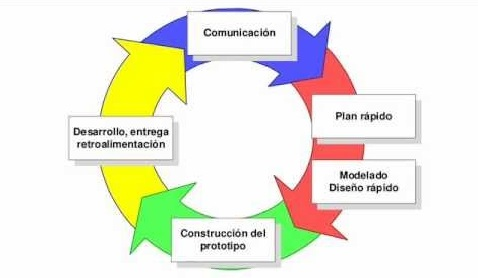 Comunicación
Plan rápido
Modelado
Diseño rápido
Construcción del
prototipo
Desarrollo, entrega
retroalimentación